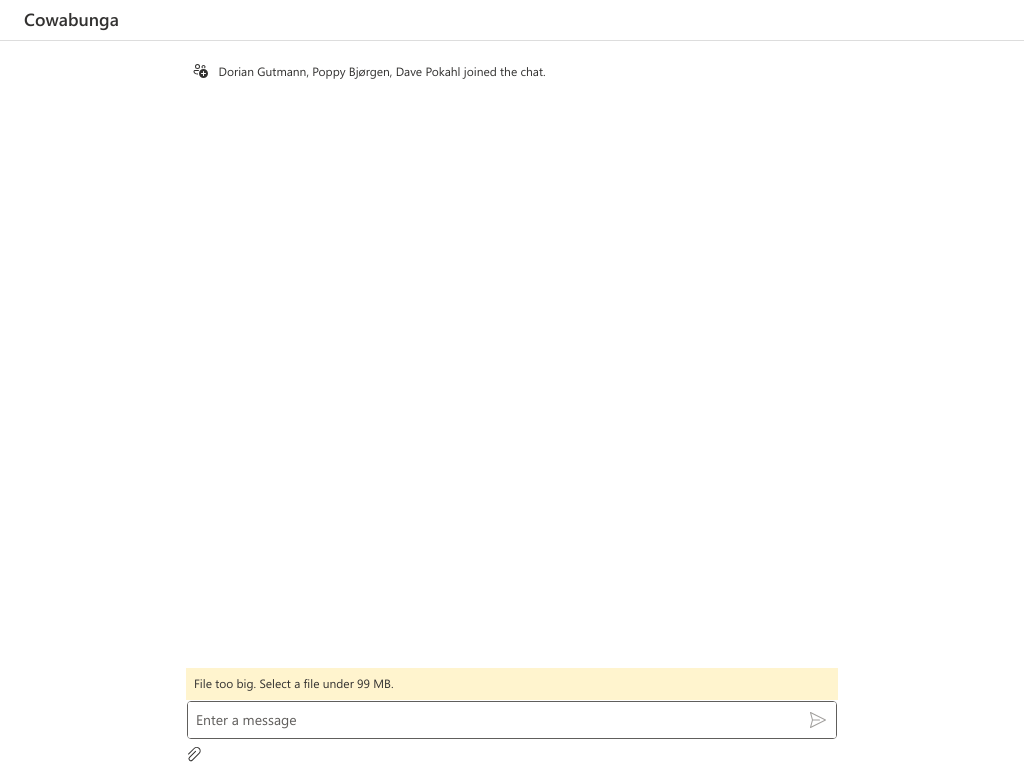 Cowabunga
Dorian Gutmann, Poppy Bjørgen, Dave Pokahl joined the chat.
File too big. Select a file under 99 MB.
Enter a message